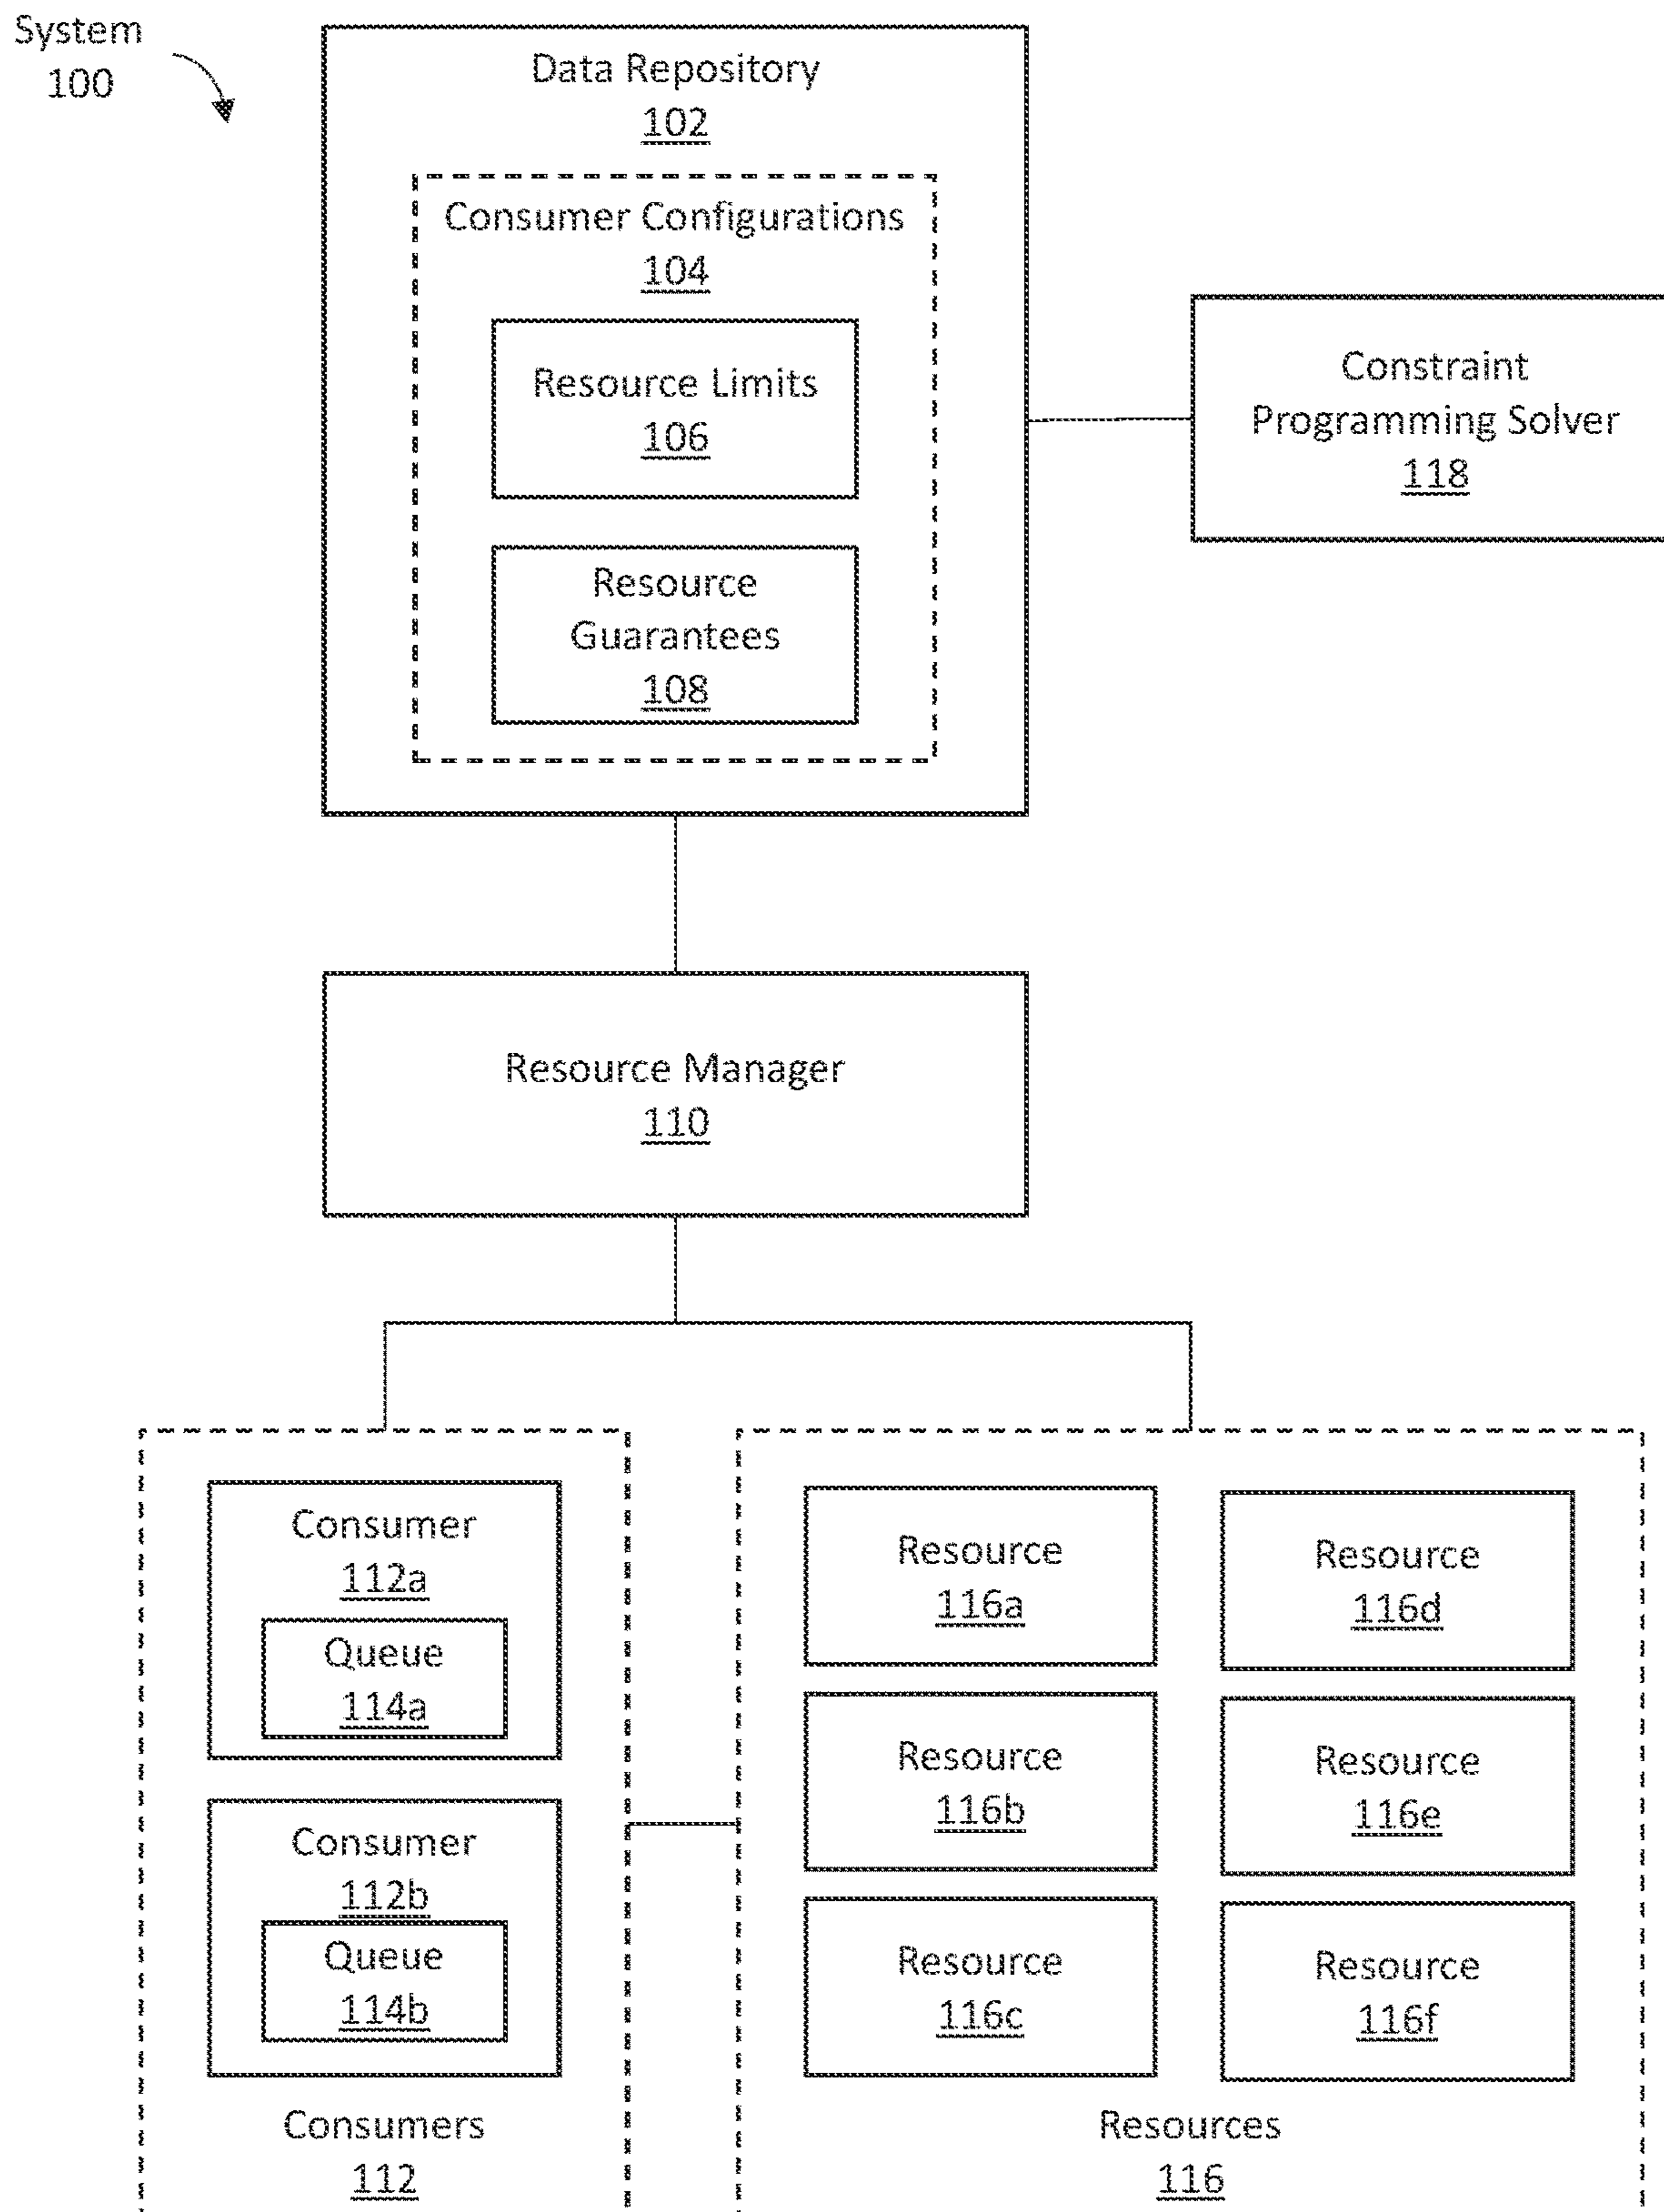 System
100
Data Repository
102
Consumer Configurations
104
Resource Limits
106
Resource
Guarantees
108
Constraint
Programming Solver
118
Resource Manager
110
Consumer
112a
Queue
114a
Consumer
112b
Queue
114b
Consumers
112
Resource
116a
Resource
116d
Resource
116b
Resource
116e
Resource
116c
Resource
116f
Resources
116